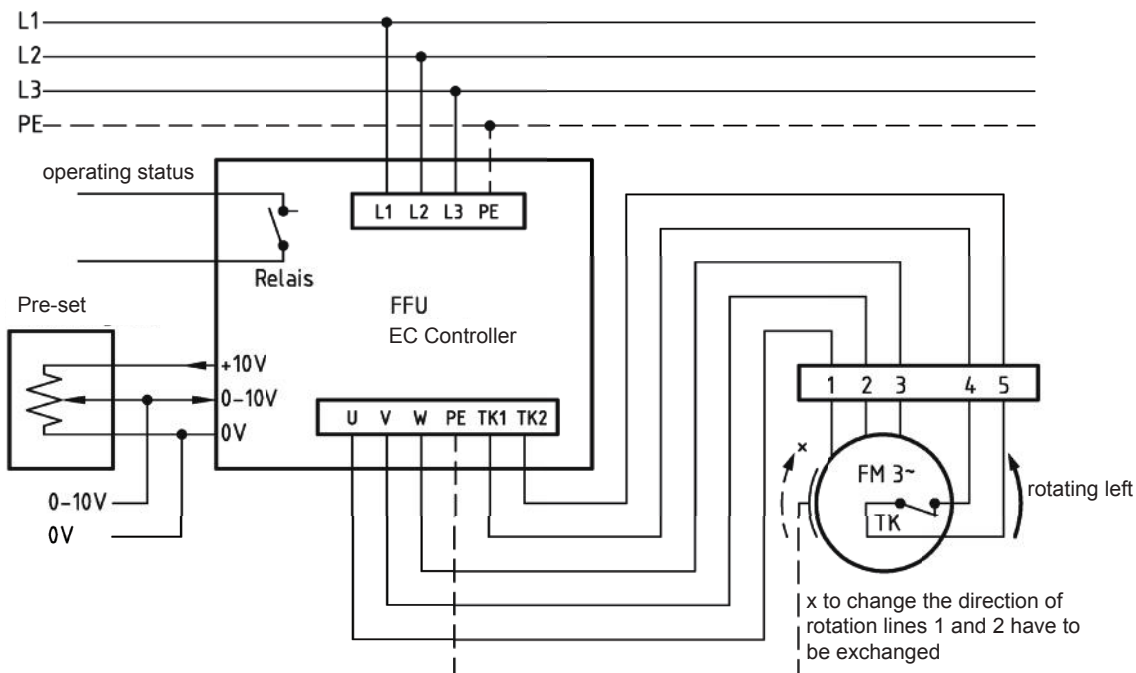 L1
L2
L3
PE
operating status
L1 L2 L3 PE
Relais
Pre-set
FFU
EC Controller
+10V
0-10V
0V
1 2 3 4 5
U V W PE TK1 TK2
x
FM 3~
rotating left
TK
0-10V
0V
x to change the direction of
rotation lines 1 and 2 have to
be exchanged